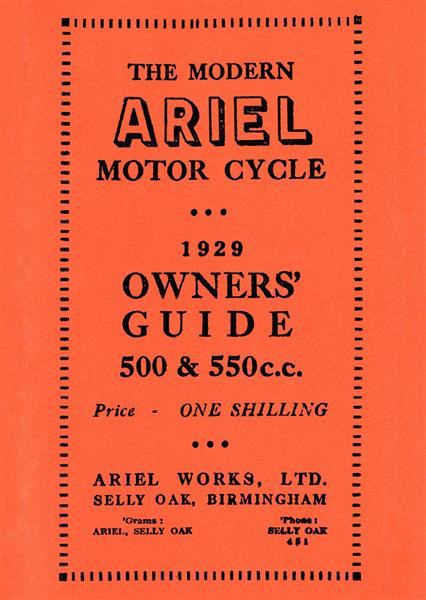 THE MODERN
ARIEL
MOTOR CYCLE
1929
OWNERS'
GUIDE
500 & 550c.c.
Price - ONE SHILLING
ARIEL WORKS, LTD.
SELLY OAK, BIRMINGHAM
'Grams: 'Phone:
ARIEL, SELLY OAK SELLY OAK
451